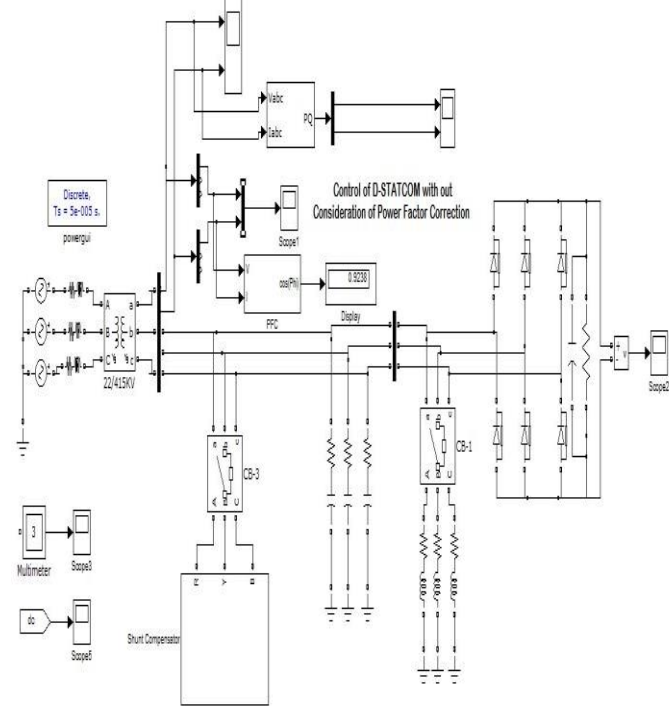 Vabc
Iabc
PQ
Control of D-STATCOM with out
Consideration of Power Factor Correction
Discrete,
Ts = 5e-005 s.
powergui
Scope1
V
I
cos(Phi)
0.9238
PFC
Display
A
a
B
b
C
c
22/415KV
v
Scope2
a
b
c
CB-3
A
B
C
a
b
c
CB-1
A
B
C
3
Multimeter
Scope3
dc
Scope5
R
Y
B
Shunt Compensator